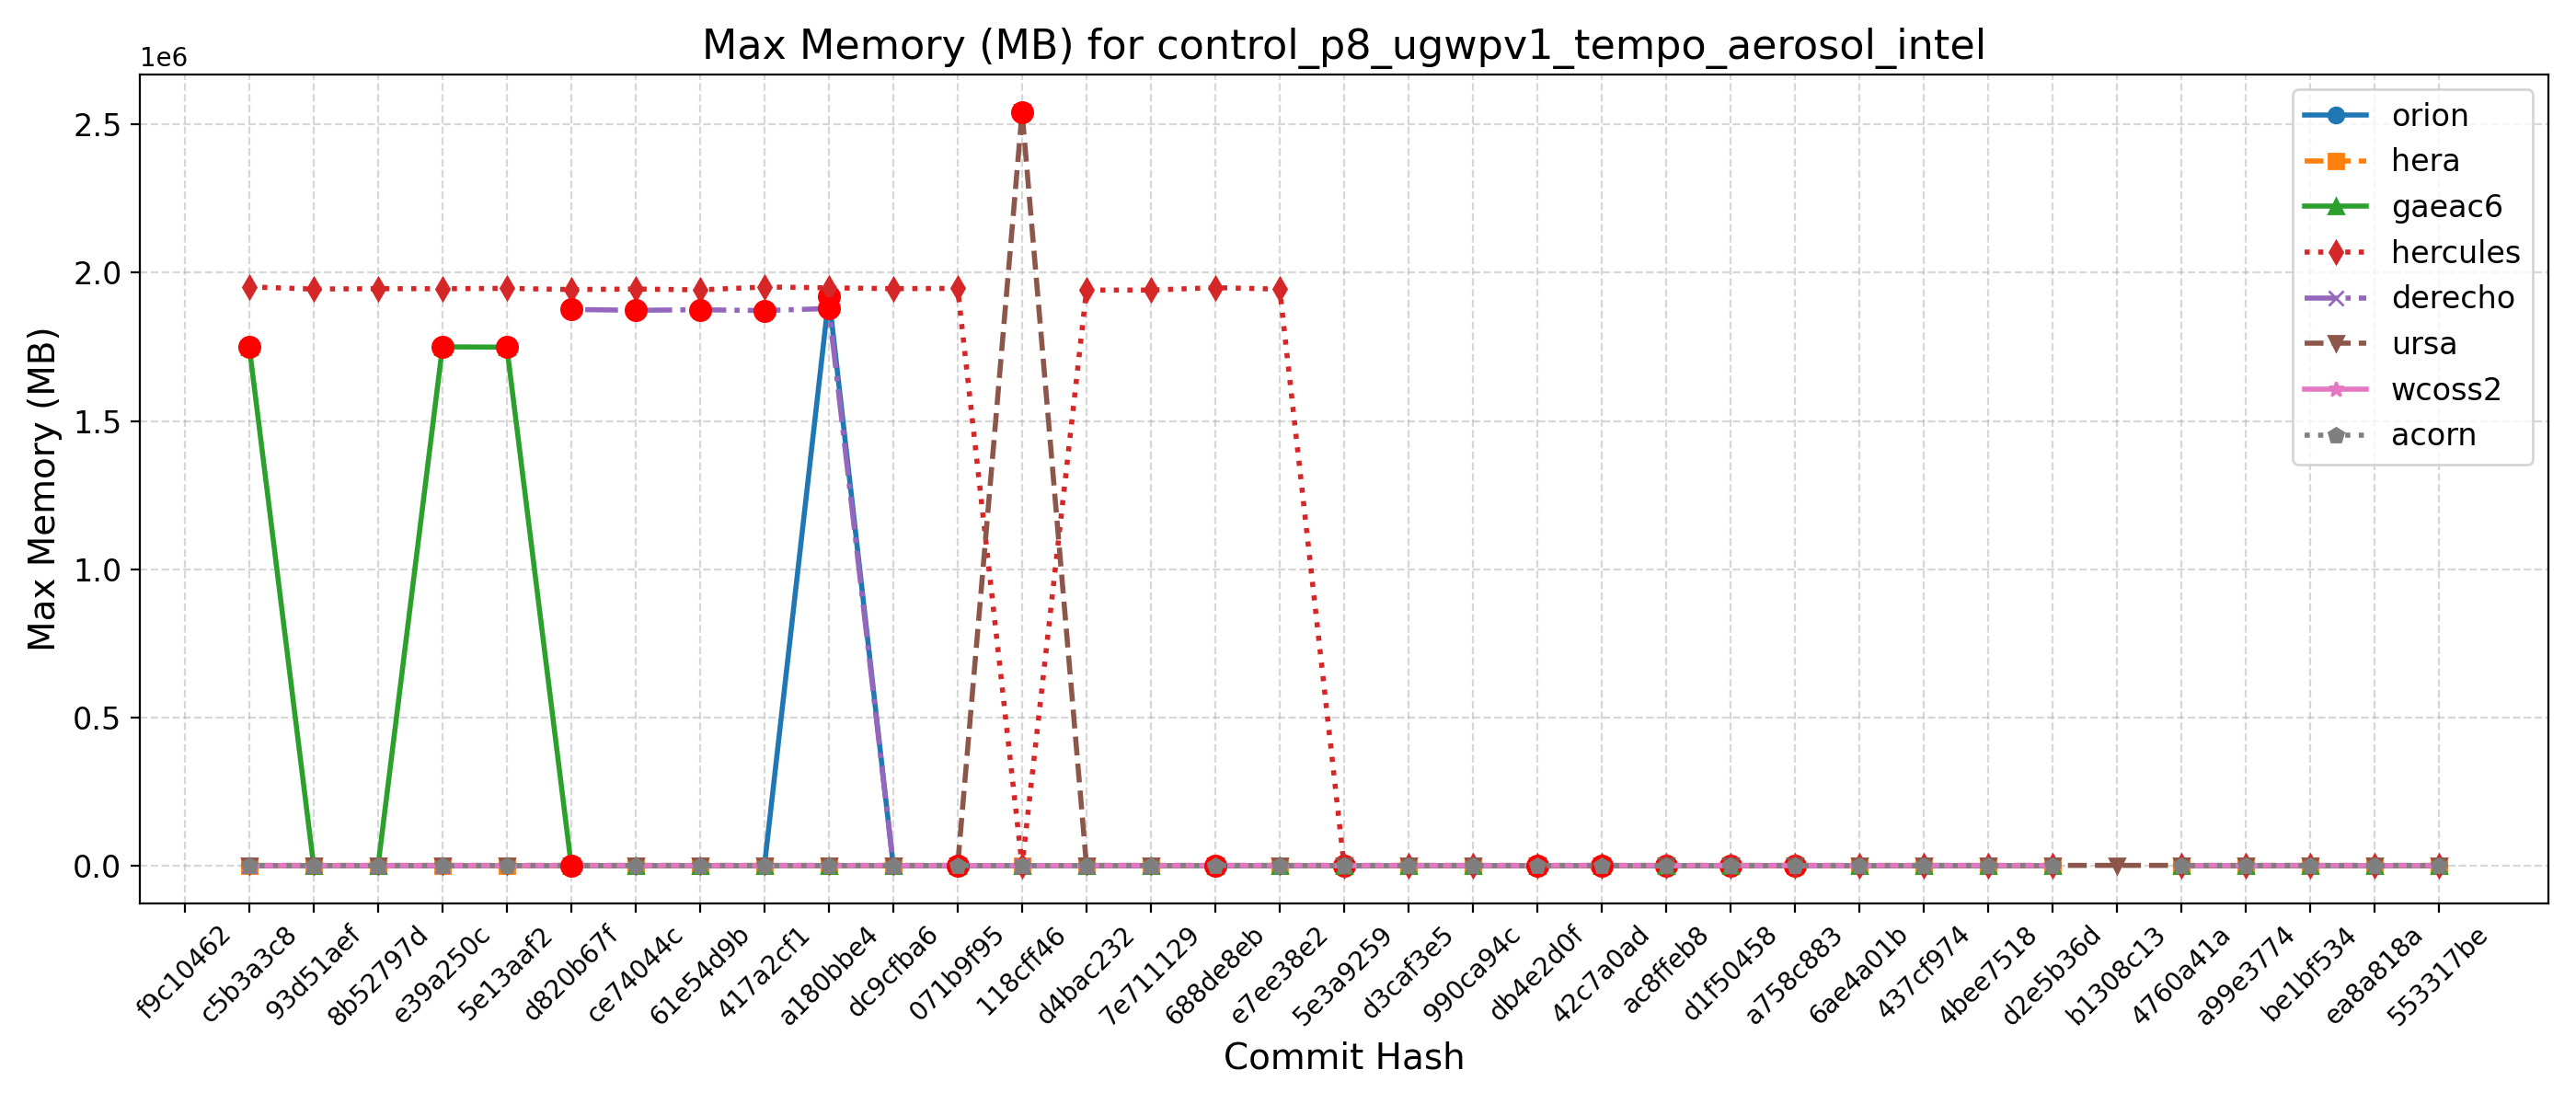 Max Memory (MB) for control_p8_ugwpv1_tempo_aerosol_intel
1e6
2.5
2.0
1.5
1.0
0.5
0.0
Max Memory (MB)
orion
hera
gaeac6
hercules
derecho
ursa
wcoss2
acorn
f9c10462
c5b3a3c8
93d51aef
8b52797d
e39a250c
5e13aaf2
d820b67f
ce74044c
61e54d9b
417a2cf1
a180bbe4
dc9cfba6
071b9f95
118cff46
d4bac232
7e711129
688de8eb
e7ee38e2
5e3a9259
d3caf3e5
990ca94c
db4e2d0f
42c7a0ad
ac8ffeb8
d1f50458
a758c883
6ae4a01b
437cf974
4bee7518
d2e5b36d
b1308c13
4760a41a
a99e3774
be1bf534
ea8a818a
553317be
Commit Hash